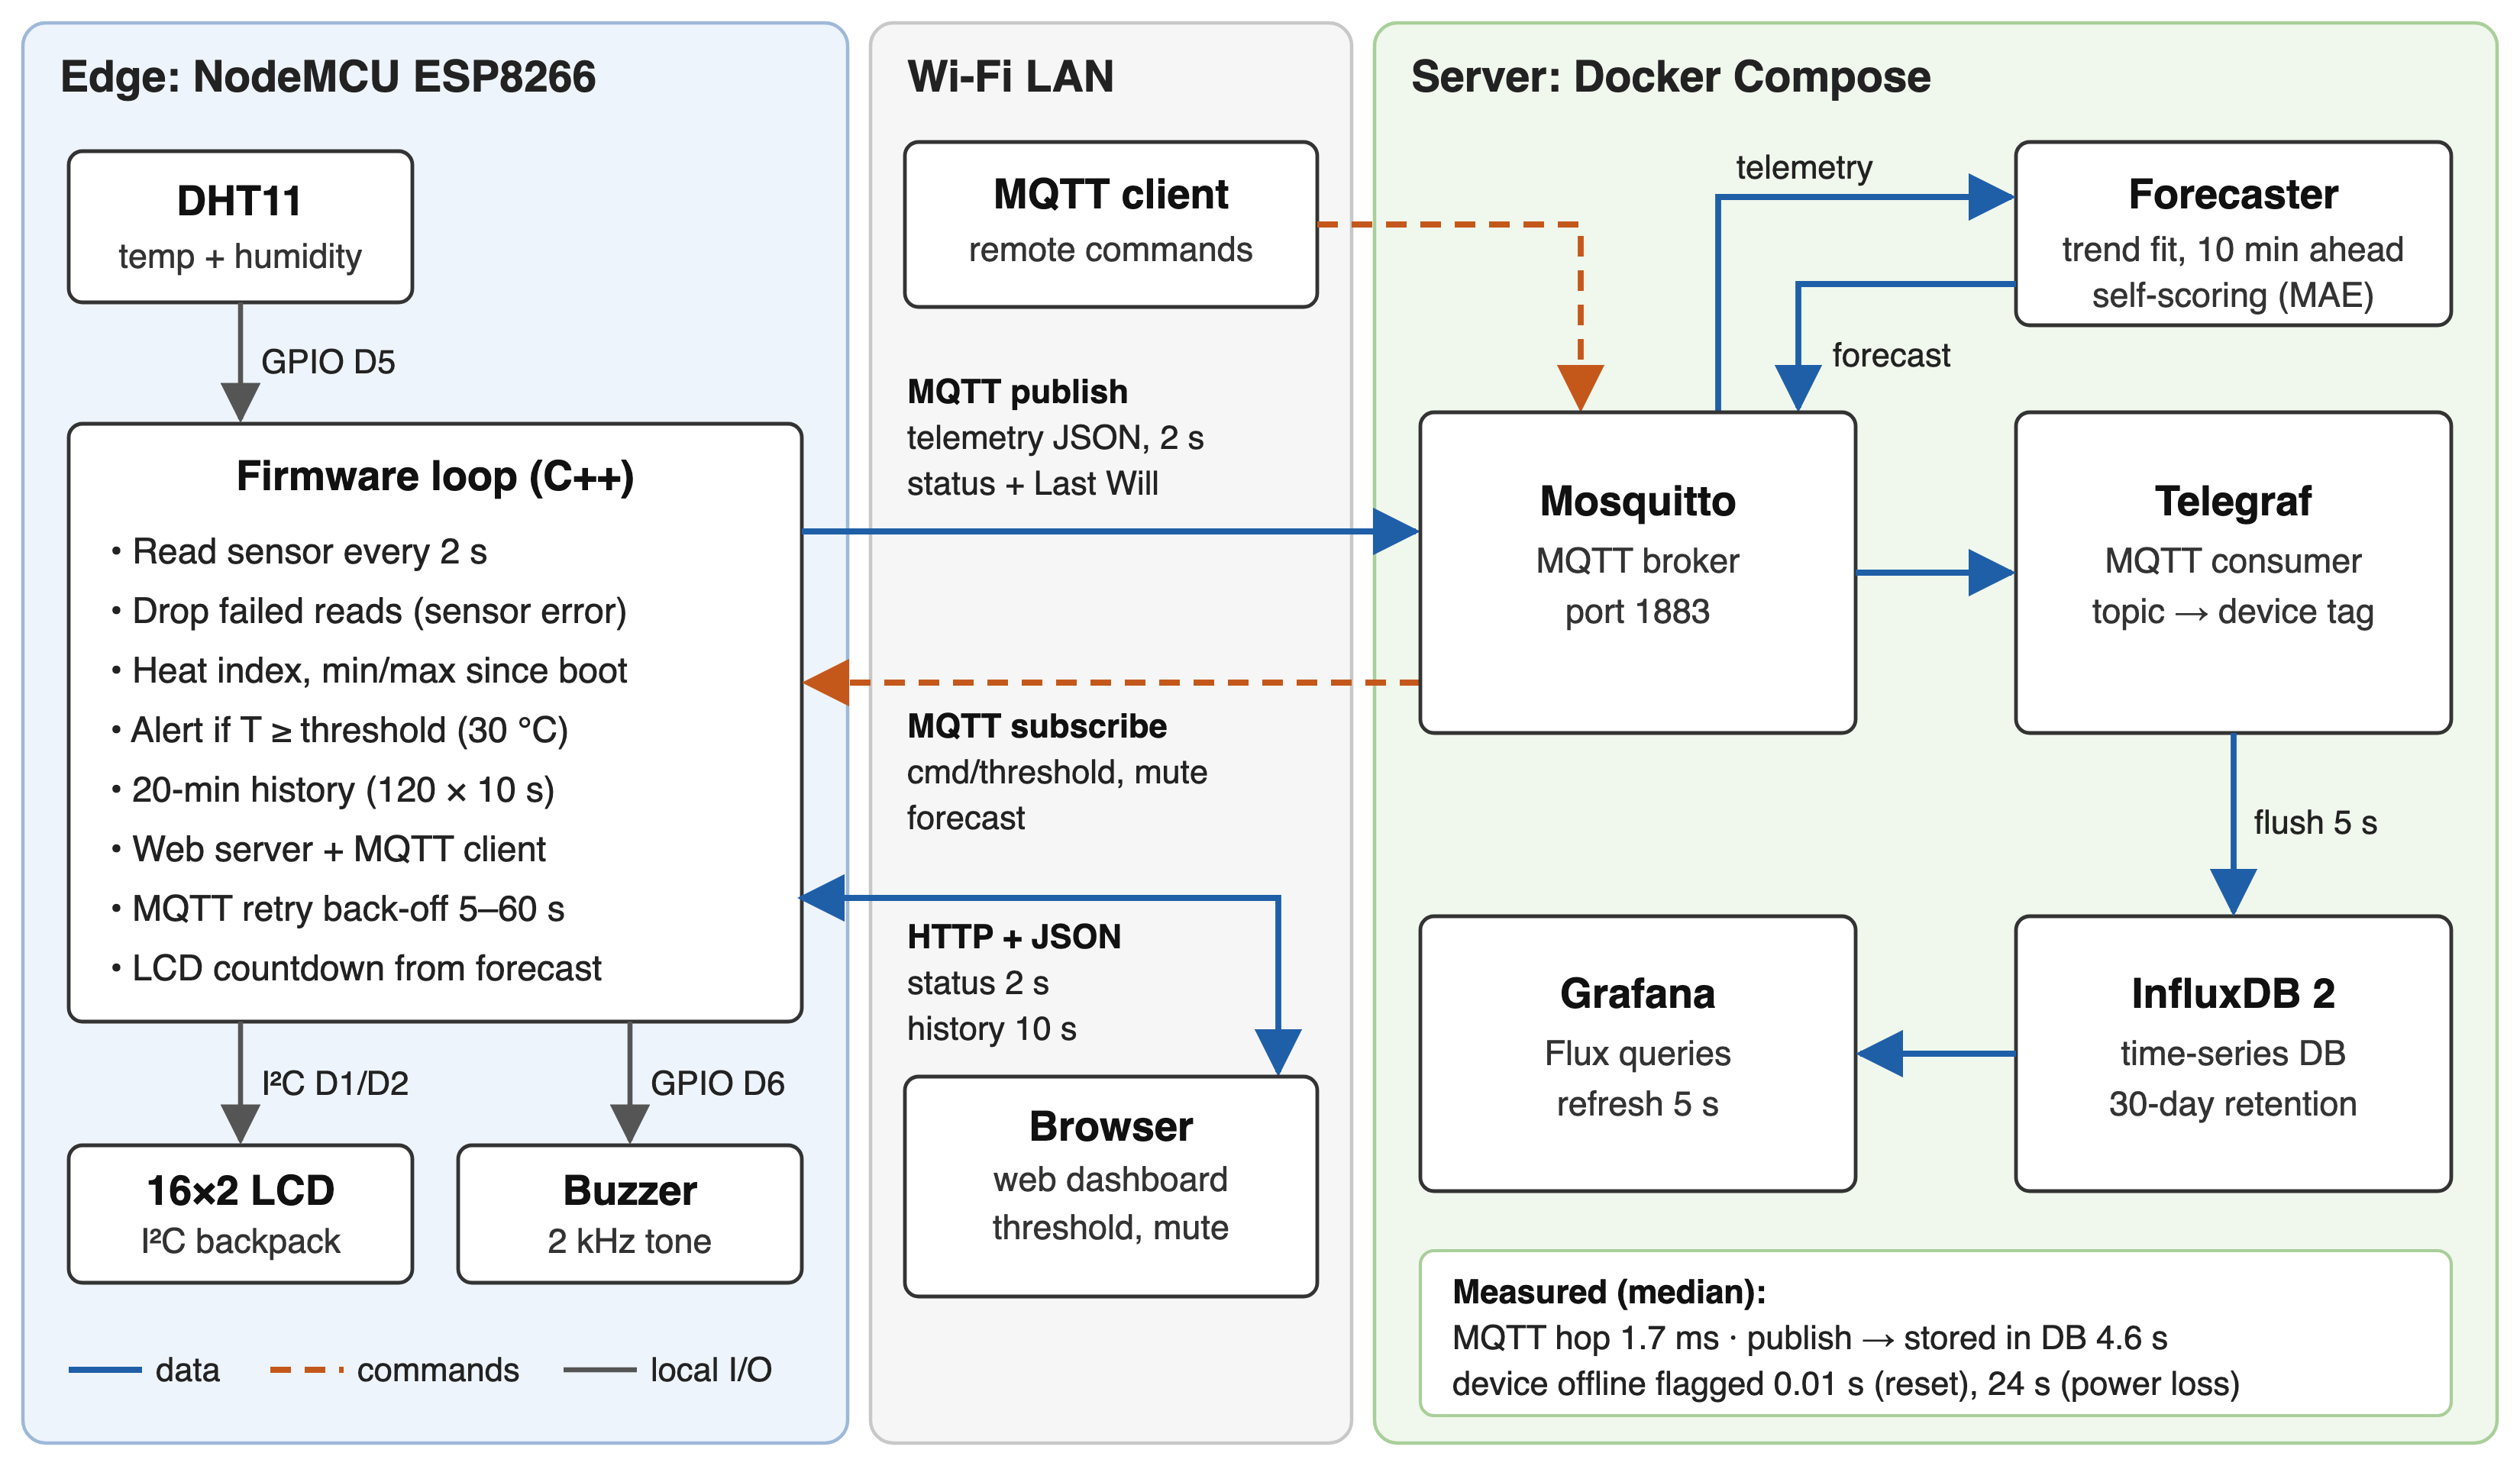 Edge: NodeMCU ESP8266
DHT11
temp + humidity
GPIO D5
Firmware loop (C++)
• Read sensor every 2 s
• Drop failed reads (sensor error)
• Heat index, min/max since boot
• Alert if T ≥ threshold (30 °C)
• 20-min history (120 × 10 s)
• Web server + MQTT client
• MQTT retry back-off 5–60 s
• LCD countdown from forecast
I²C D1/D2
GPIO D6
16×2 LCD
I²C backpack
Buzzer
2 kHz tone
data
commands
local I/O
Wi-Fi LAN
MQTT client
remote commands
MQTT publish
telemetry JSON, 2 s
status + Last Will
MQTT subscribe
cmd/threshold, mute
forecast
HTTP + JSON
status 2 s
history 10 s
Browser
web dashboard
threshold, mute
Server: Docker Compose
telemetry
Forecaster
trend fit, 10 min ahead
self-scoring (MAE)
forecast
Mosquitto
MQTT broker
port 1883
Telegraf
MQTT consumer
topic → device tag
flush 5 s
Grafana
Flux queries
refresh 5 s
InfluxDB 2
time-series DB
30-day retention
Measured (median):
MQTT hop 1.7 ms · publish → stored in DB 4.6 s
device offline flagged 0.01 s (reset), 24 s (power loss)